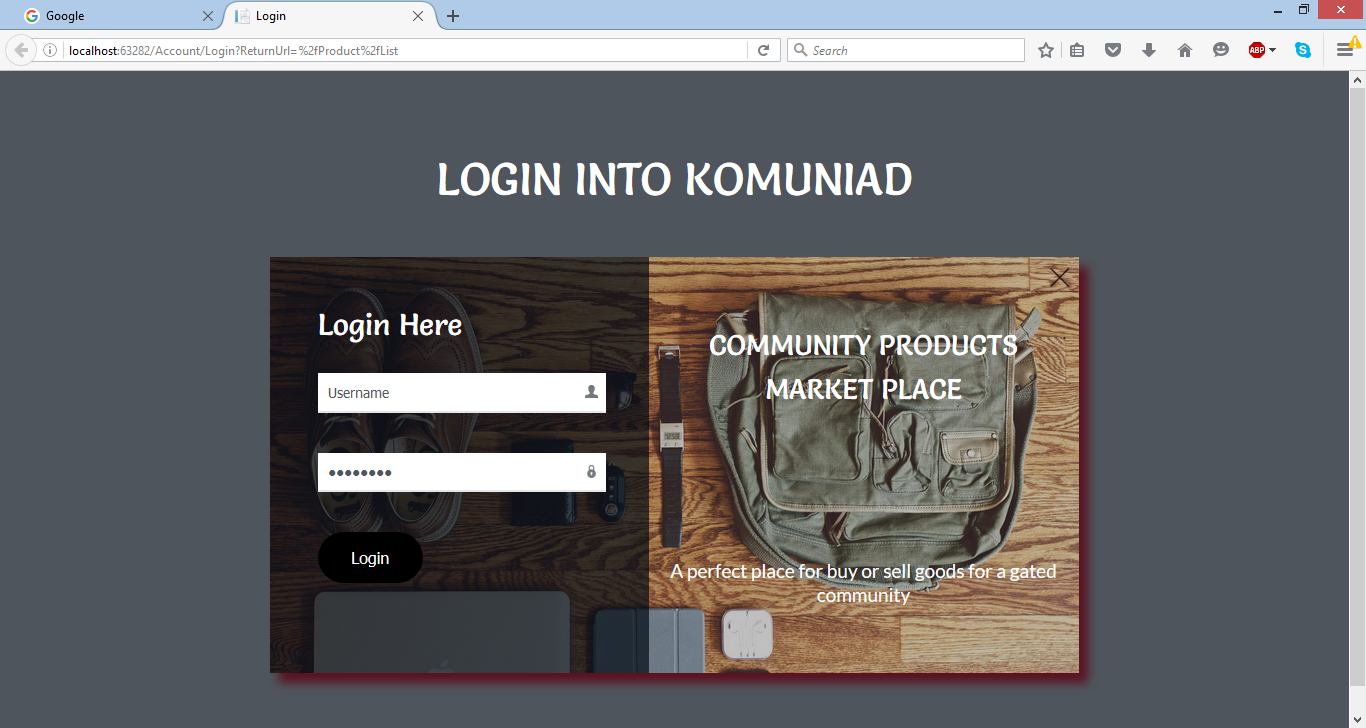 Google
Login
localhost:63282/Account/Login?ReturnUrl=%2fProduct%2fList
Search
ABP
S
LOGIN INTO KOMUNIAD
Login Here
COMMUNITY PRODUCTS
MARKET PLACE
Username
••••••••
Login
A perfect place for buy or sell goods for a gated
community